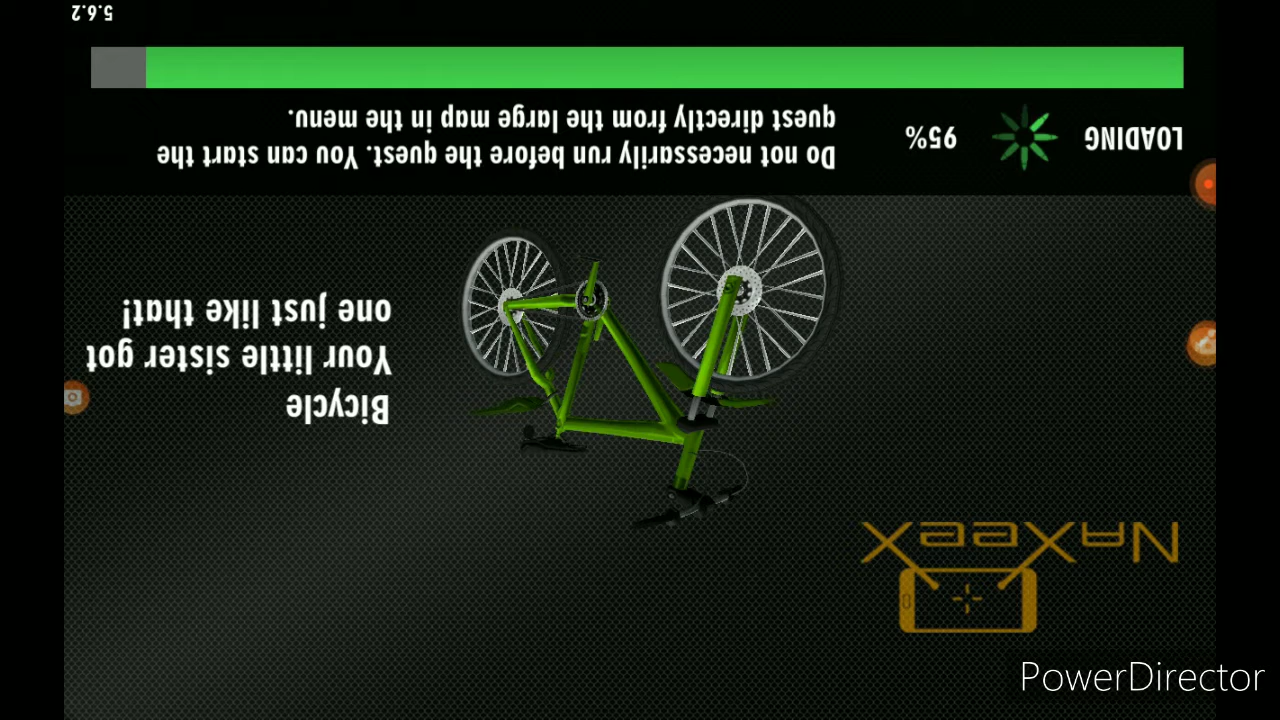 NAXEEX
Bicycle
Your little sister got
one just like that!
LOADING
95%
Do not necessarily run before the quest. You can start the
quest directly from the large map in the menu.
5.6.2
PowerDirector